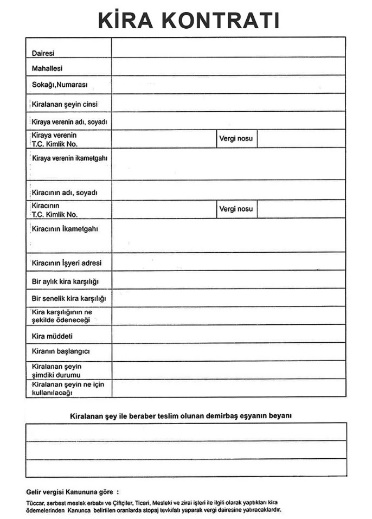 KİRA KONTRATI
Dairesi
Mahallesi
Sokağı,Numarası
Kiralanan şeyin cinsi
Kiraya verenin adı, soyadı
Kiraya verenin
T.C. Kimlik No.
Vergi nosu
Kiraya verenin ikametgahı
Kiracının adı, soyadı
Kiracının
T.C. Kimlik No.
Vergi nosu
Kiracının İkametgahı
Kiracının İşyeri adresi
Bir aylık kira karşılığı
Bir senelik kira karşılığı
Kira karşılığının ne
şekilde ödeneceği
Kira müddeti
Kiranın başlangıcı
Kiralanan şeyin
şimdiki durumu
Kiralanan şeyin ne için
kullanılacağı
Kiralanan şey ile beraber teslim olunan demirbaş eşyanın beyanı
Gelir vergisi Kanununa göre :
Tüccar, serbest meslek erbabı ve Çiftçiler, Ticari, Mesleki ve zirai işleri ile ilgili olarak yaptıkları kira
ödemelerinden Kanunca belirtilen oranlarda stopaj tevkifatı yaparak vergi dairesine yatıracaklardır.